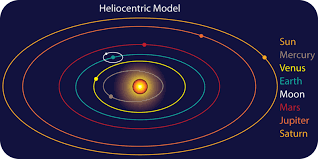 Heliocentric Model
Sun
Mercury
Venus
Earth
Moon
Mars
Jupiter
Saturn